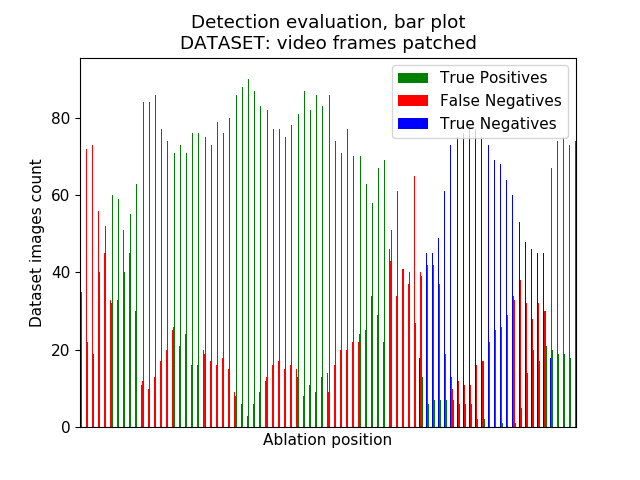 Detection evaluation, bar plot
DATASET: video frames patched
True Positives
False Negatives
True Negatives
80
60
40
20
0
Dataset images count
Ablation position